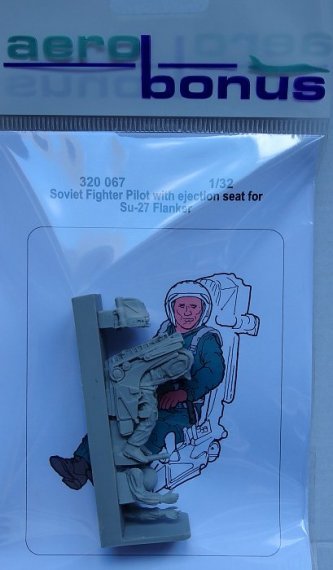 aero
bonus
320 067 1/32
Soviet Fighter Pilot with ejection seat for
Su-27 Flanker